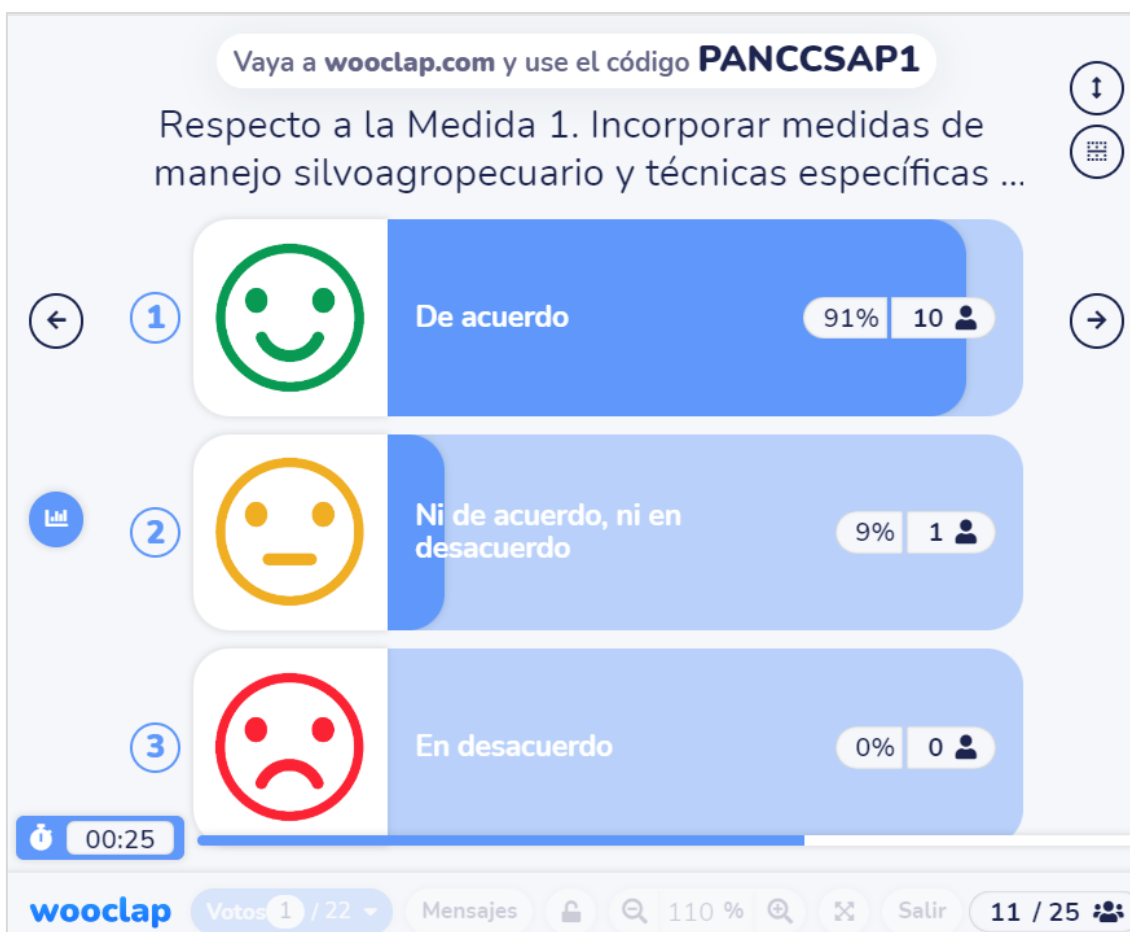 Vaya a wooclap.com y use el código PANCCSAP1
Respecto a la Medida 1. Incorporar medidas de
manejo silvoagropecuario y técnicas específicas ...
1
De acuerdo
91% 10
2
Ni de acuerdo, ni en
desacuerdo
9% 1
3
En desacuerdo
0% 0
00:25
wooclap Votos 1 / 22 Mensajes 110 % Salir 11 / 25